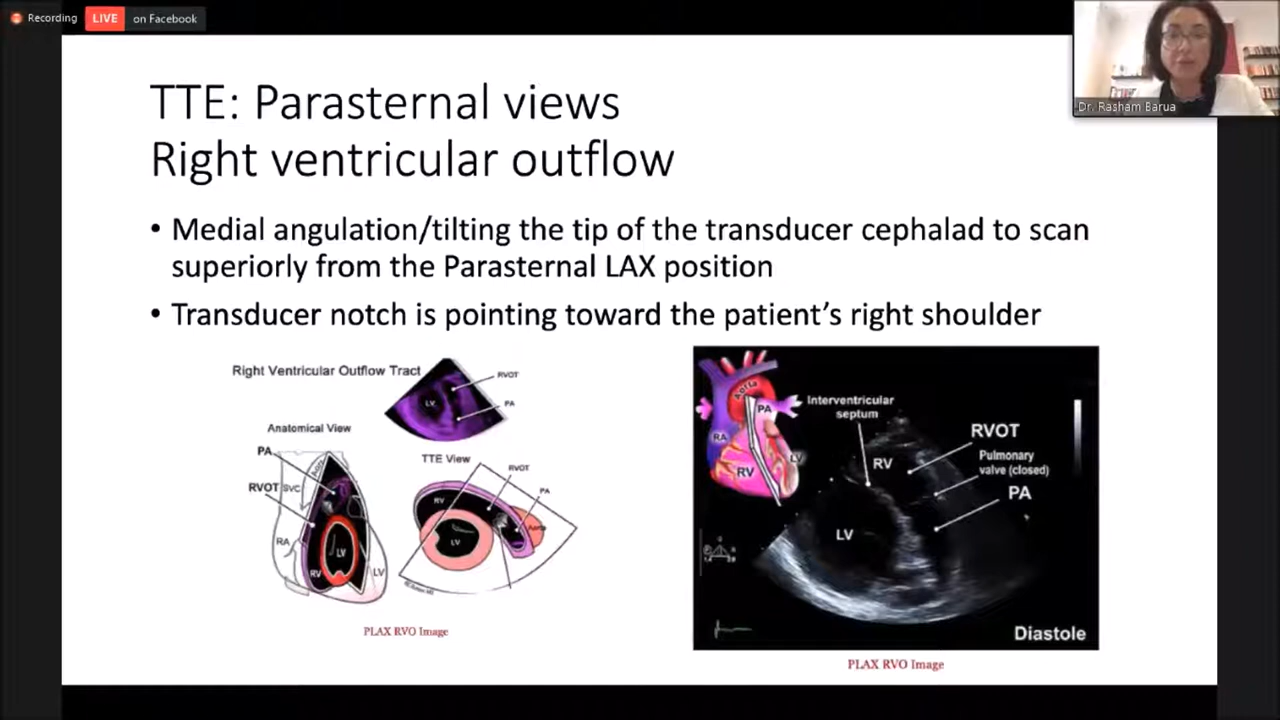 Recording
LIVE on Facebook
Dr. Rasham Barua
TTE: Parasternal views
Right ventricular outflow
• Medial angulation/tilting the tip of the transducer cephalad to scan
superiorly from the Parasternal LAX position
• Transducer notch is pointing toward the patient's right shoulder
Right Ventricular Outflow Tract
RVOT
LV
PA
Anatomical View
PA
RVOT
SVC
RA
LV
RV
LV
TTE View
RVOT
PA
RV
LV
Aorta
PLAX RVO Image
Aorta
PA
RA
RV
LV
Interventricular
septum
RV
LV
RVOT
Pulmonary
valve (closed)
PA
Diastole
PLAX RVO Image